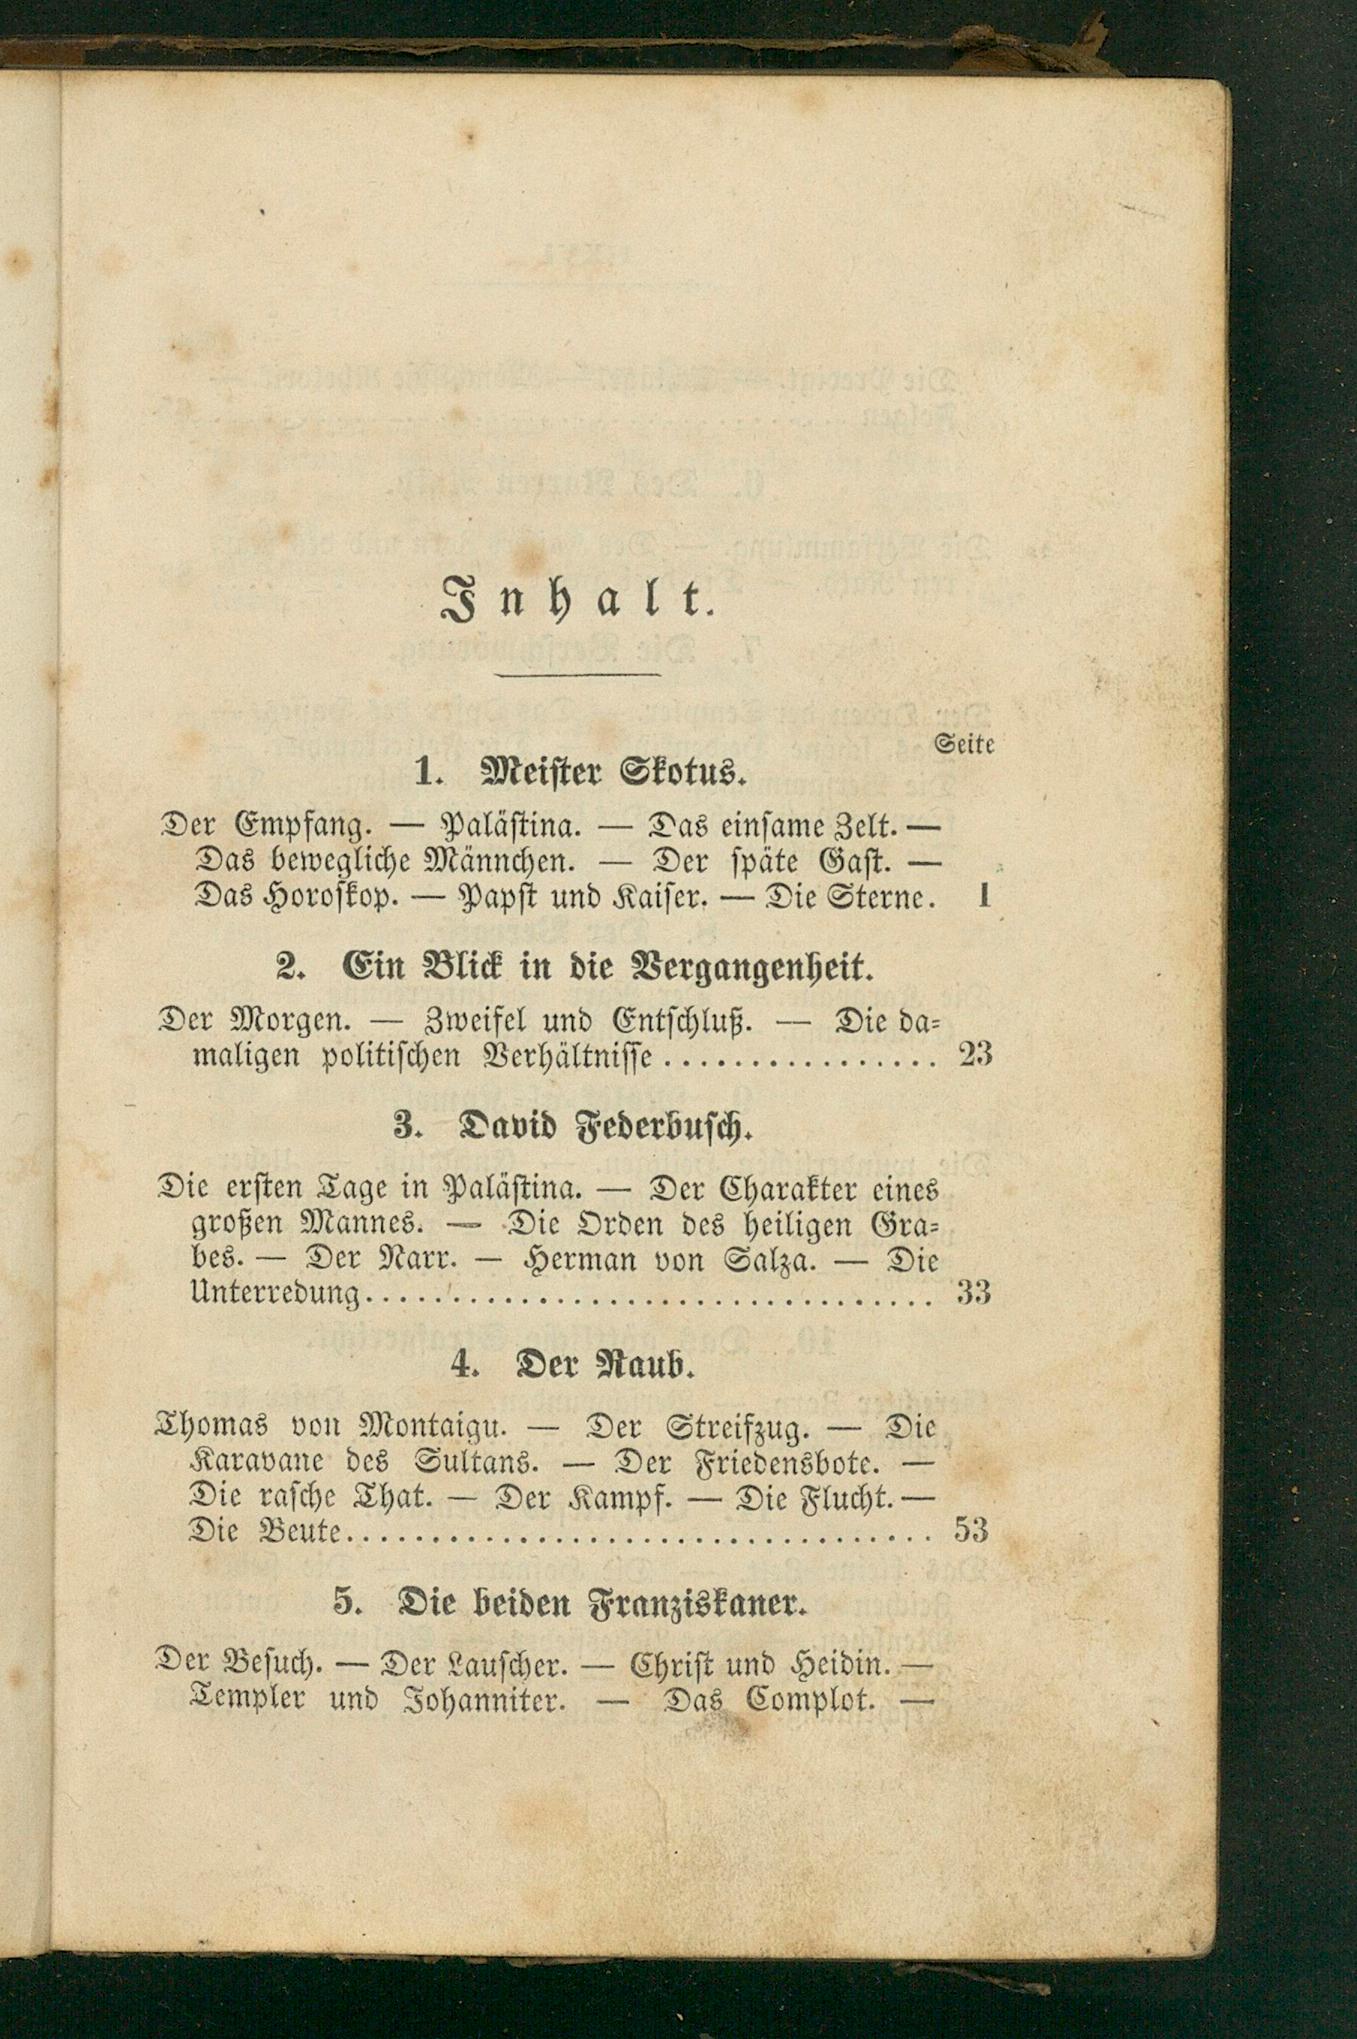 Inhalt.
Seite
1. Meister Skotus.
Der Empfang. — Palästina. — Das einsame Zelt. —
Das bewegliche Männchen. — Der späte Gast. —
Das Horoskop. — Papst und Kaiser. — Die Sterne. 1
2. Ein Blick in die Vergangenheit.
Der Morgen. — Zweifel und Entschluß. — Die da-
maligen politischen Verhältnisse ................ 23
3. David Federbusch.
Die ersten Tage in Palästina. — Der Charakter eines
großen Mannes. — Die Orden des heiligen Gra-
bes. — Der Narr. — Herman von Salza. — Die
Unterredung.................................. 33
4. Der Raub.
Thomas von Montaigu. — Der Streifzug. — Die
Karavane des Sultans. — Der Friedensbote. —
Die rasche That. — Der Kampf. — Die Flucht. —
Die Beute................................... 53
5. Die beiden Franziskaner.
Der Besuch. — Der Lauscher. — Christ und Heidin. —
Templer und Johanniter. — Das Complot. —